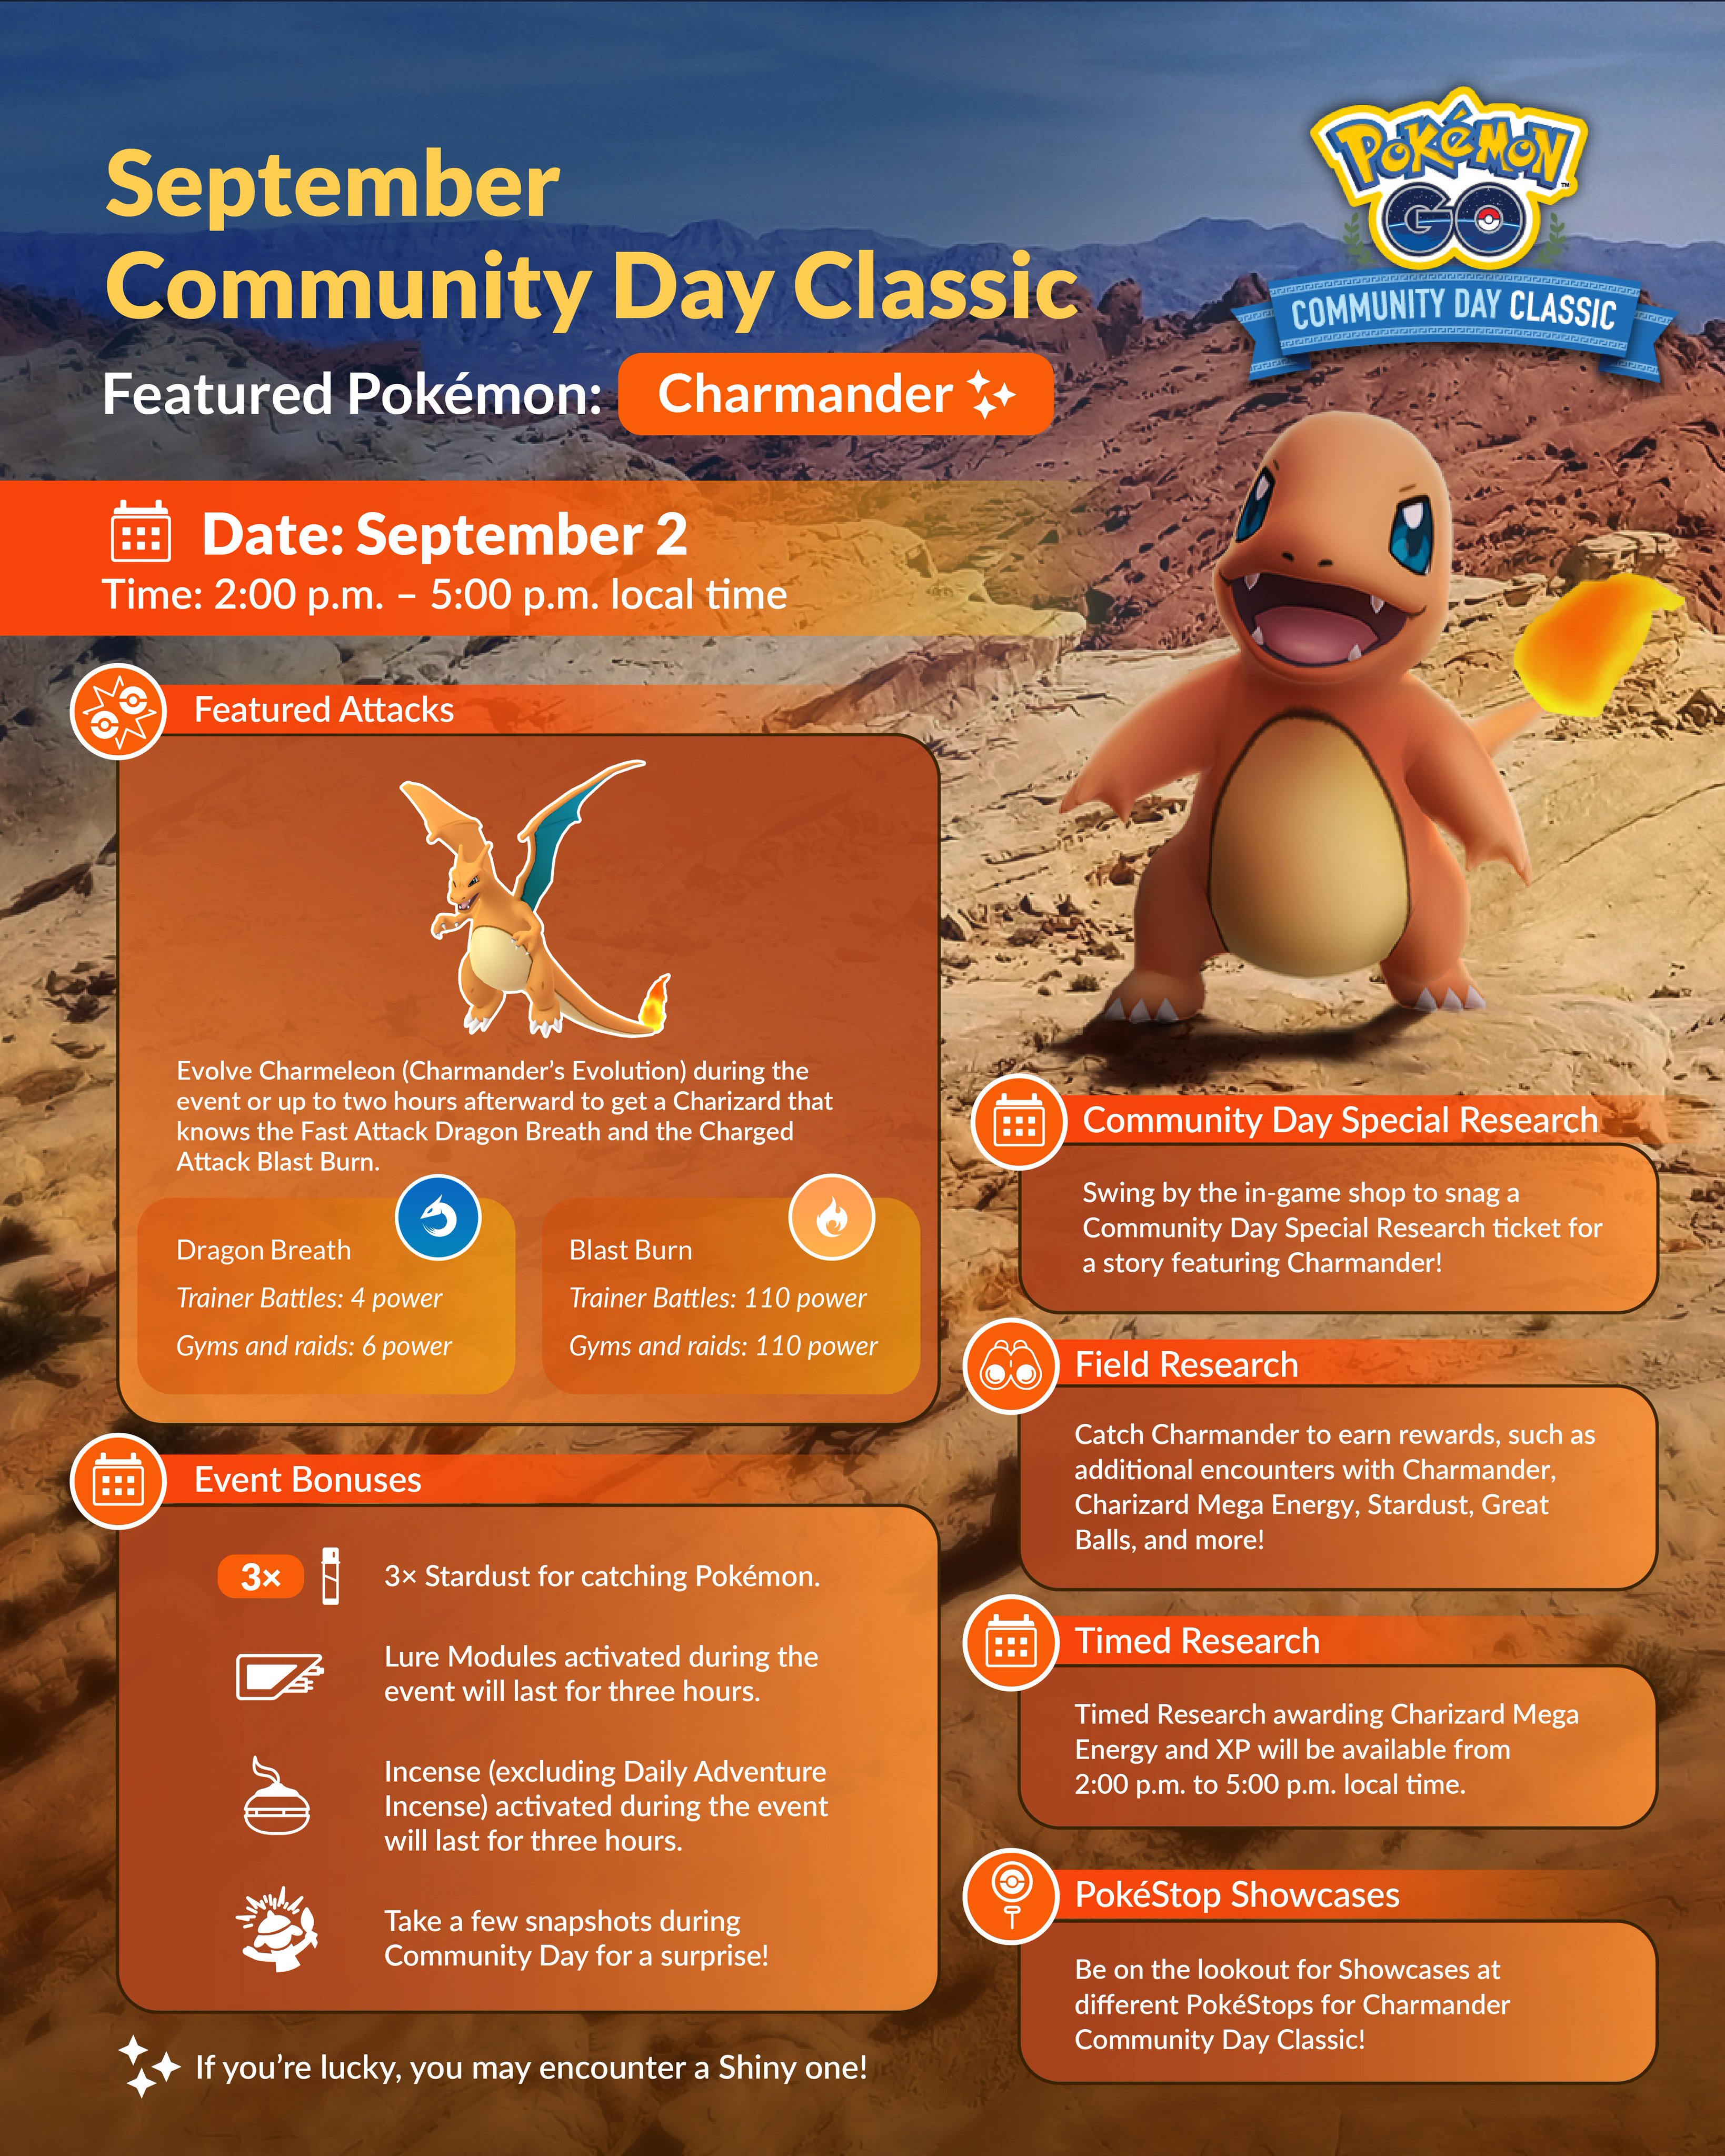 Pokémon
GO
COMMUNITY DAY CLASSIC
September
Community Day Classic
Featured Pokémon: Charmander
Date: September 2
Time: 2:00 p.m. – 5:00 p.m. local time
Featured Attacks
Evolve Charmeleon (Charmander’s Evolution) during the
event or up to two hours afterward to get a Charizard that
knows the Fast Attack Dragon Breath and the Charged
Attack Blast Burn.
Dragon Breath
Trainer Battles: 4 power
Gyms and raids: 6 power
Blast Burn
Trainer Battles: 110 power
Gyms and raids: 110 power
Event Bonuses
3×
3× Stardust for catching Pokémon.
Lure Modules activated during the
event will last for three hours.
Incense (excluding Daily Adventure
Incense) activated during the event
will last for three hours.
Take a few snapshots during
Community Day for a surprise!
If you’re lucky, you may encounter a Shiny one!
Community Day Special Research
Swing by the in-game shop to snag a
Community Day Special Research ticket for
a story featuring Charmander!
Field Research
Catch Charmander to earn rewards, such as
additional encounters with Charmander,
Charizard Mega Energy, Stardust, Great
Balls, and more!
Timed Research
Timed Research awarding Charizard Mega
Energy and XP will be available from
2:00 p.m. to 5:00 p.m. local time.
PokéStop Showcases
Be on the lookout for Showcases at
different PokéStops for Charmander
Community Day Classic!